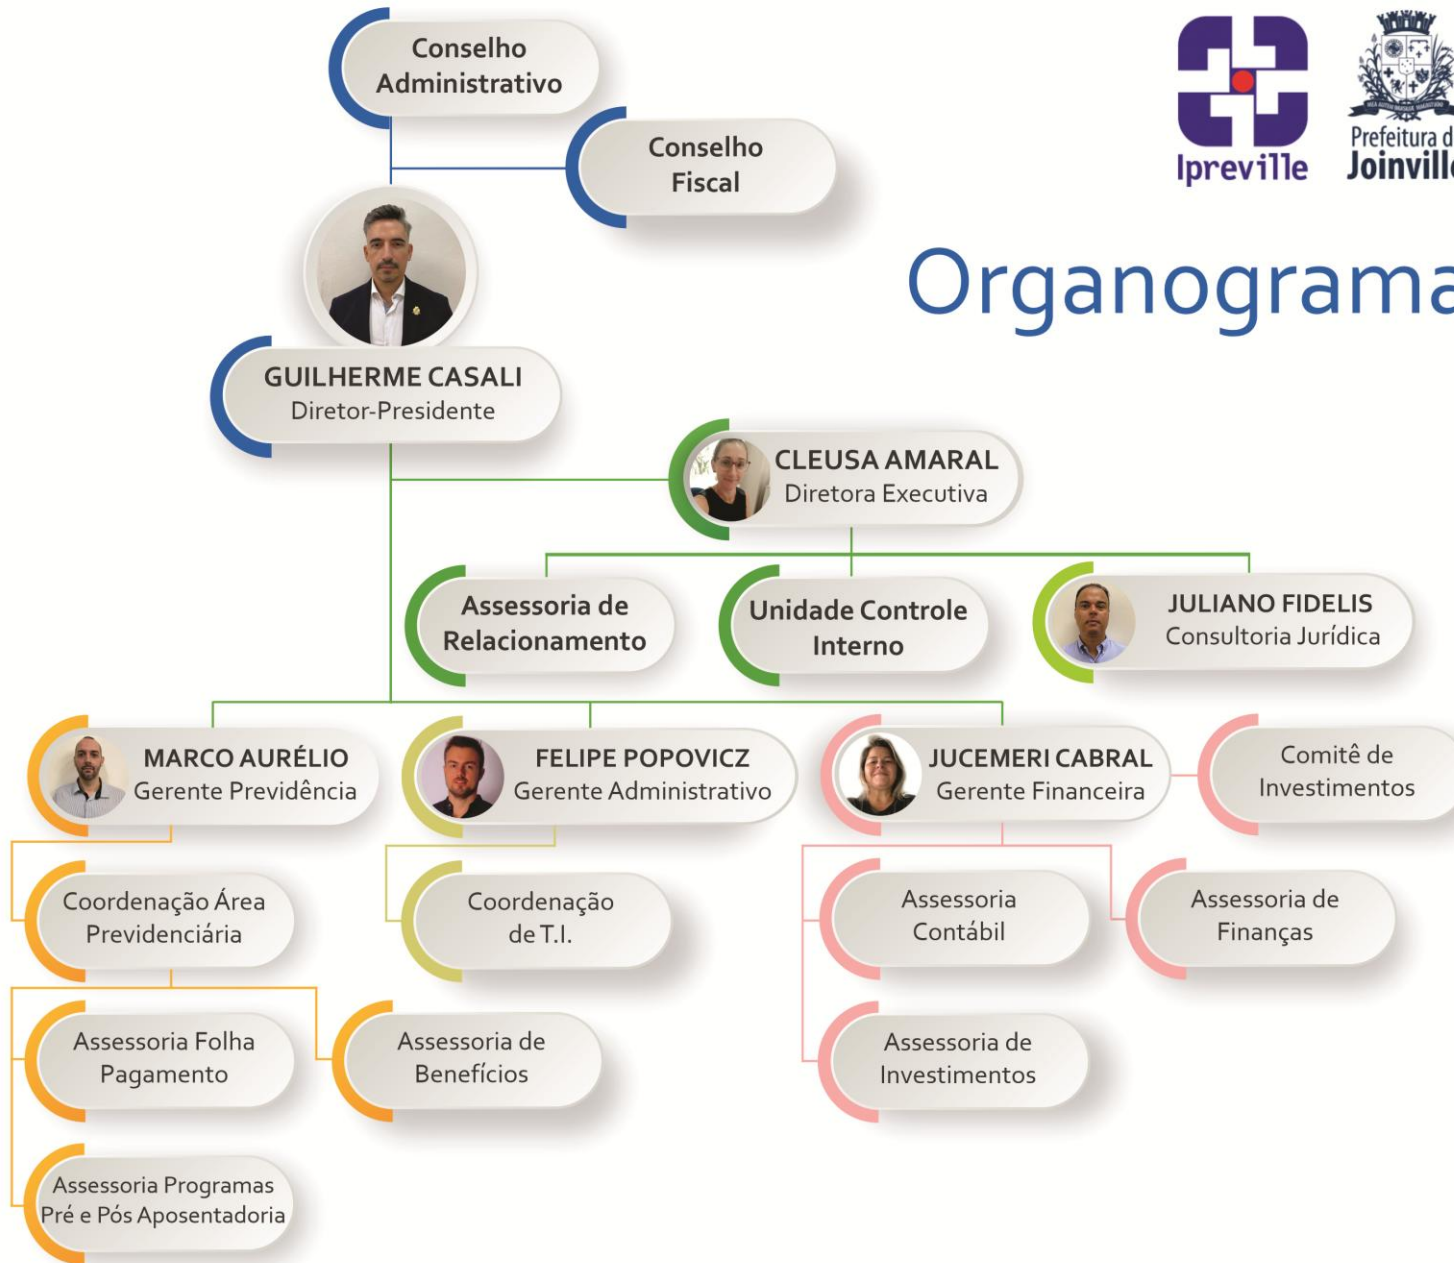 Conselho
Administrativo
Conselho
Fiscal
Ipreville
Prefeitura d
Joinville
Organograma
GUILHERME CASALI
Diretor-Presidente
CLEUSA AMARAL
Diretora Executiva
Assessoria de
Relacionamento
Unidade Controle
Interno
JULIANO FIDELIS
Consultoria Jurídica
MARCO AURÉLIO
Gerente Previdência
FELIPE POPOVICZ
Gerente Administrativo
JUCEMERI CABRAL
Gerente Financeira
Comitê de
Investimentos
Coordenação Área
Previdenciária
Coordenação
de T.I.
Assessoria
Contábil
Assessoria de
Finanças
Assessoria Folha
Pagamento
Assessoria de
Benefícios
Assessoria de
Investimentos
Assessoria Programas
Pré e Pós Aposentadoria